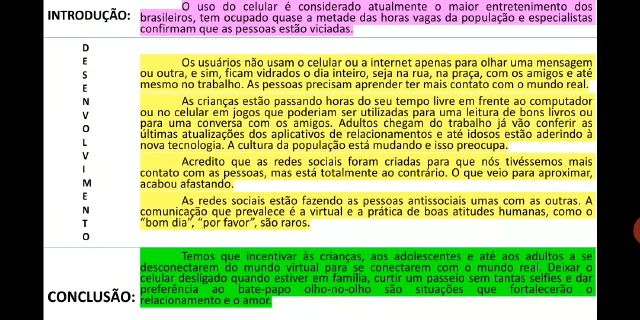 INTRODUÇÃO:
O uso do celular é considerado atualmente o maior entretenimento dos
brasileiros, tem ocupado quase a metade das horas vagas da população e especialistas
confirmam que as pessoas estão viciadas.
DESENVOLVIMENTO
Os usuários não usam o celular ou a internet apenas para olhar uma mensagem
ou outra, e sim, ficam vidrados o dia inteiro, seja na rua, na praça, com os amigos e até
mesmo no trabalho. As pessoas precisam aprender ter mais contato com o mundo real.
As crianças estão passando horas do seu tempo livre em frente ao computador
ou no celular em jogos que poderiam ser utilizadas para uma leitura de bons livros ou
para uma conversa com os amigos. Adultos chegam do trabalho já vão conferir as
últimas atualizações dos aplicativos de relacionamentos e até idosos estão aderindo à
nova tecnologia. A cultura da população está mudando e isso preocupa.
Acredito que as redes sociais foram criadas para que nós tivéssemos mais
contato com as pessoas, mas está totalmente ao contrário. O que veio para aproximar,
acabou afastando.
As redes sociais estão fazendo as pessoas antissociais umas com as outras. A
comunicação que prevalece é a virtual e a prática de boas atitudes humanas, como o
“bom dia”, “por favor”, são raros.
CONCLUSÃO:
Temos que incentivar às crianças, aos adolescentes e até aos adultos a se
desconectarem do mundo virtual para se conectarem com o mundo real. Deixar o
celular desligado quando estiver em família, curtir um passeio sem tantas selfies e dar
preferência ao bate-papo olho-no-olho são situações que fortalecerão o
relacionamento e o amor.